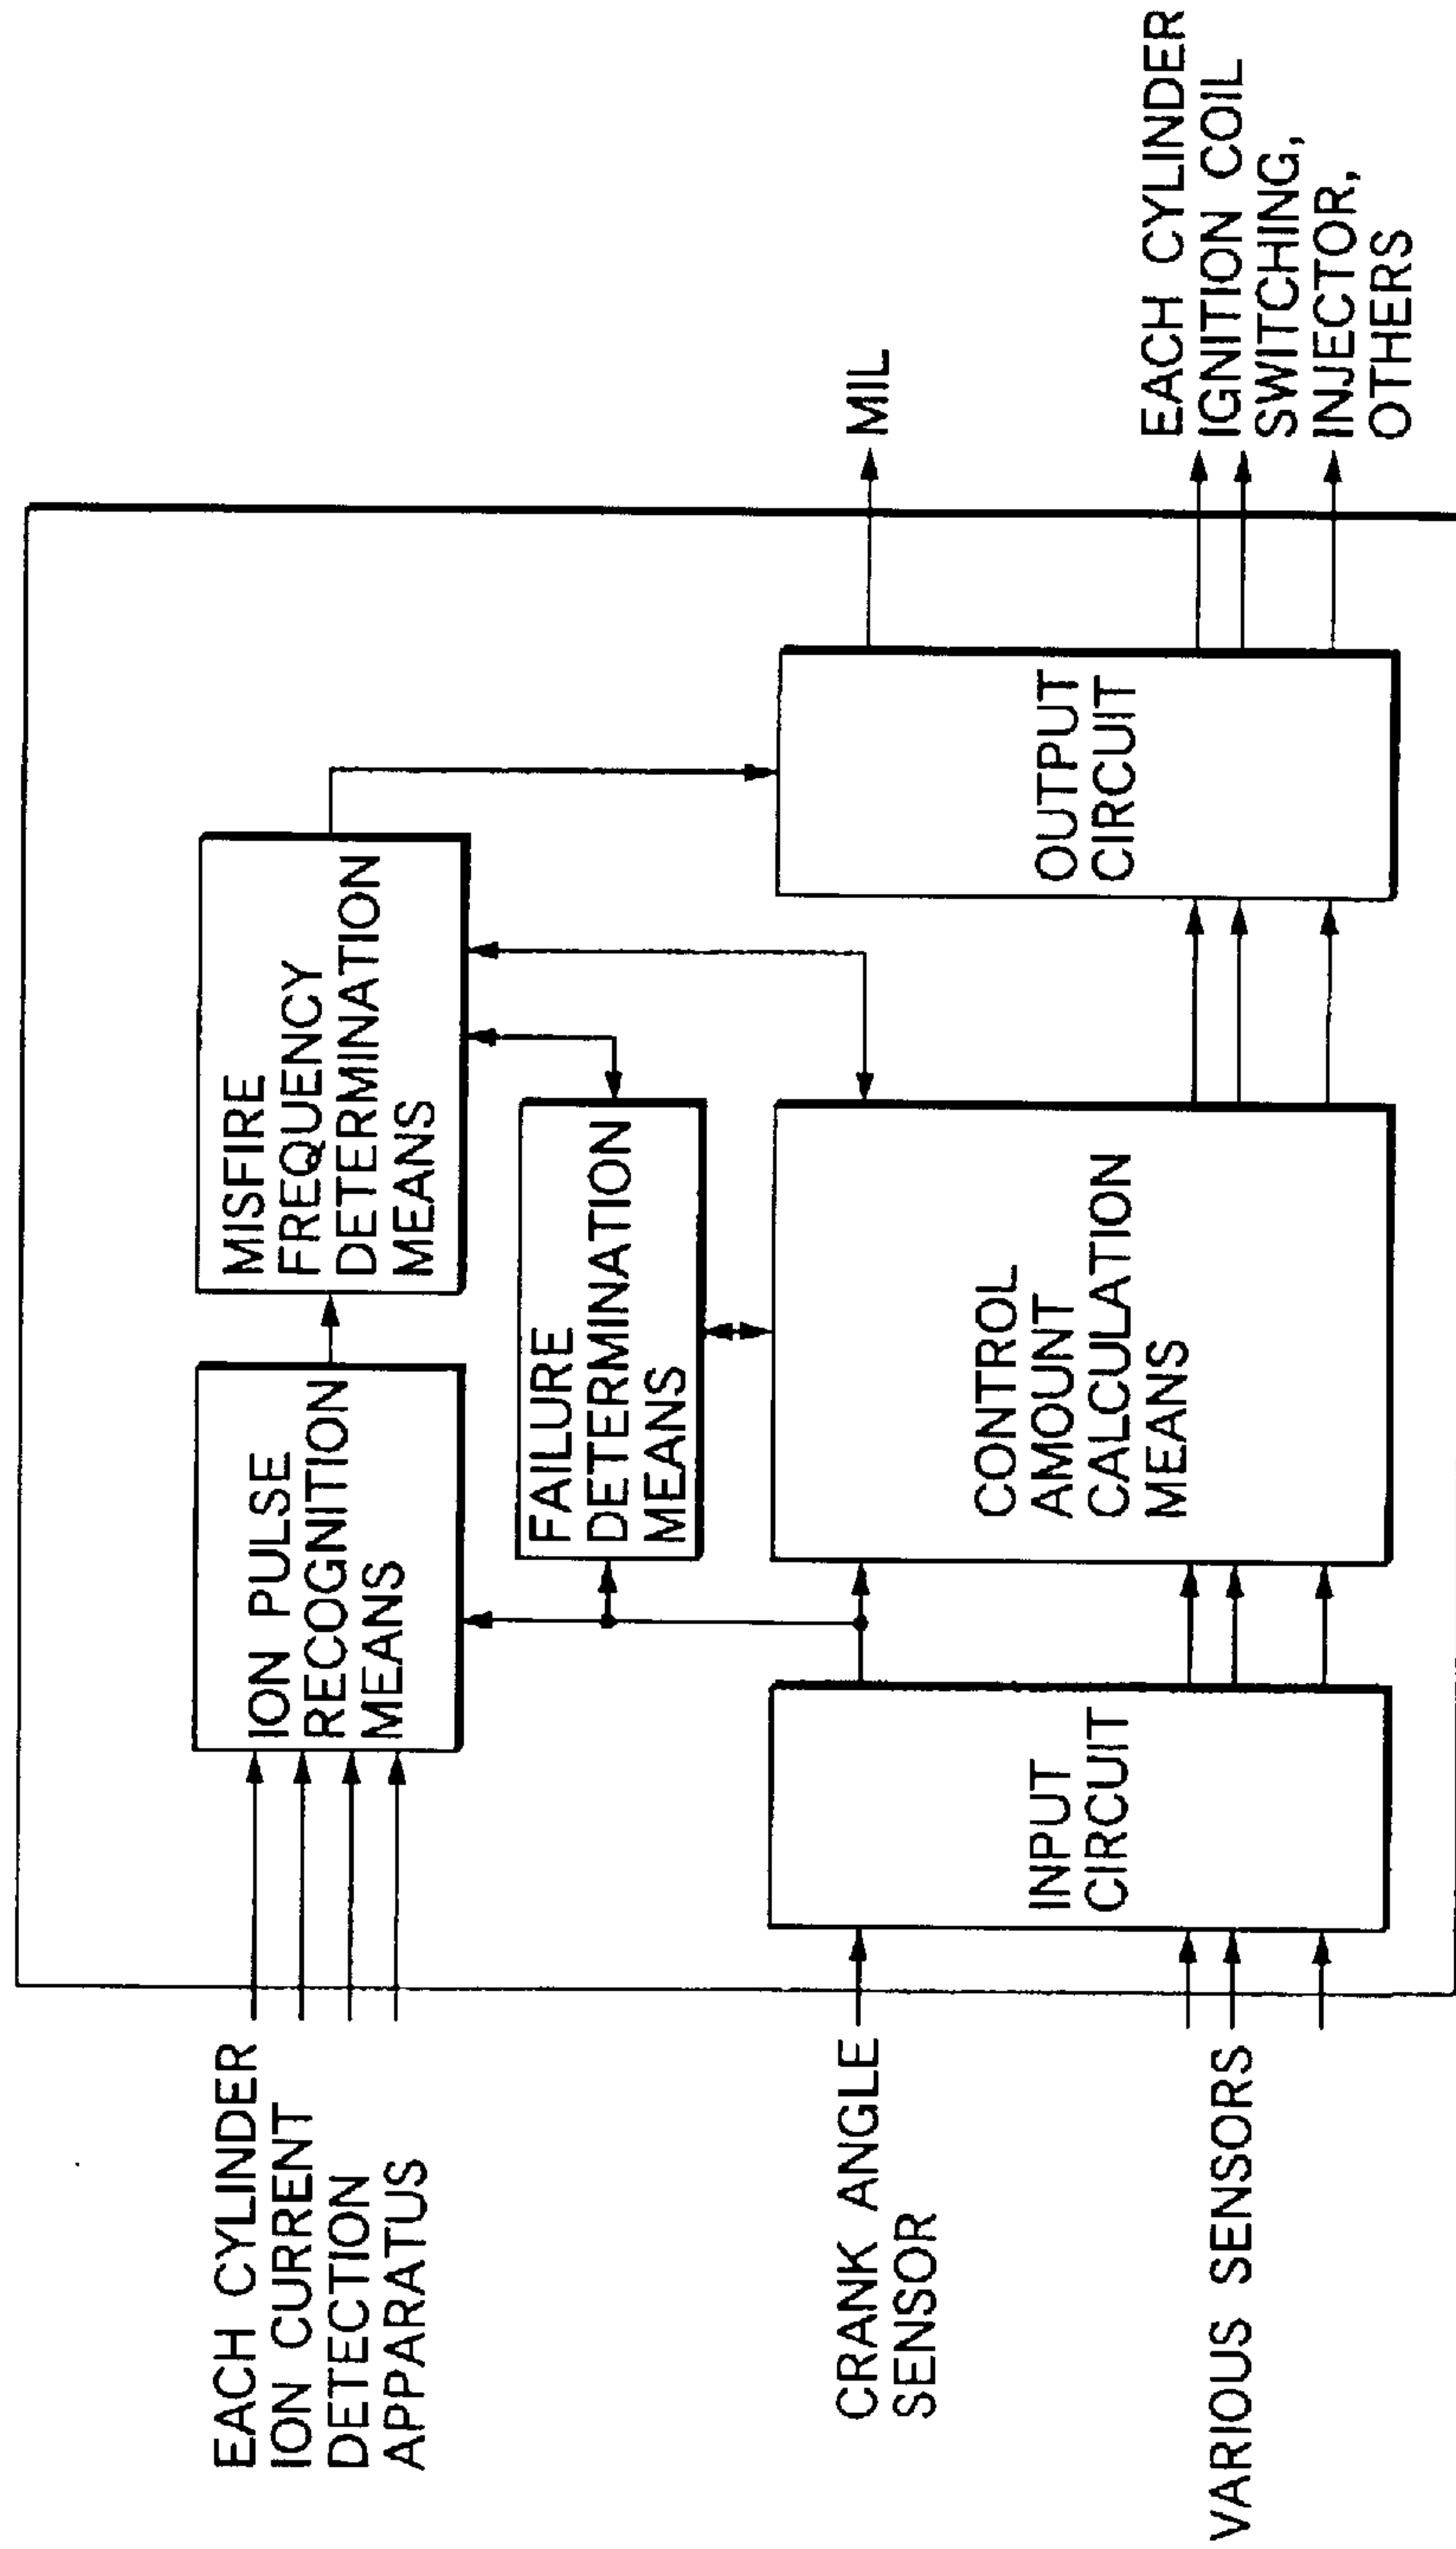 EACH CYLINDER
ION CURRENT
DETECTION
APPARATUS
ION PULSE
RECOGNITION
MEANS
MISFIRE
FREQUENCY
DETERMINATION
MEANS
FAILURE
DETERMINATION
MEANS
CRANK ANGLE
SENSOR
VARIOUS SENSORS
INPUT
CIRCUIT
CONTROL
AMOUNT
CALCULATION
MEANS
OUTPUT
CIRCUIT
MIL
EACH CYLINDER
IGNITION COIL
SWITCHING,
INJECTOR,
OTHERS